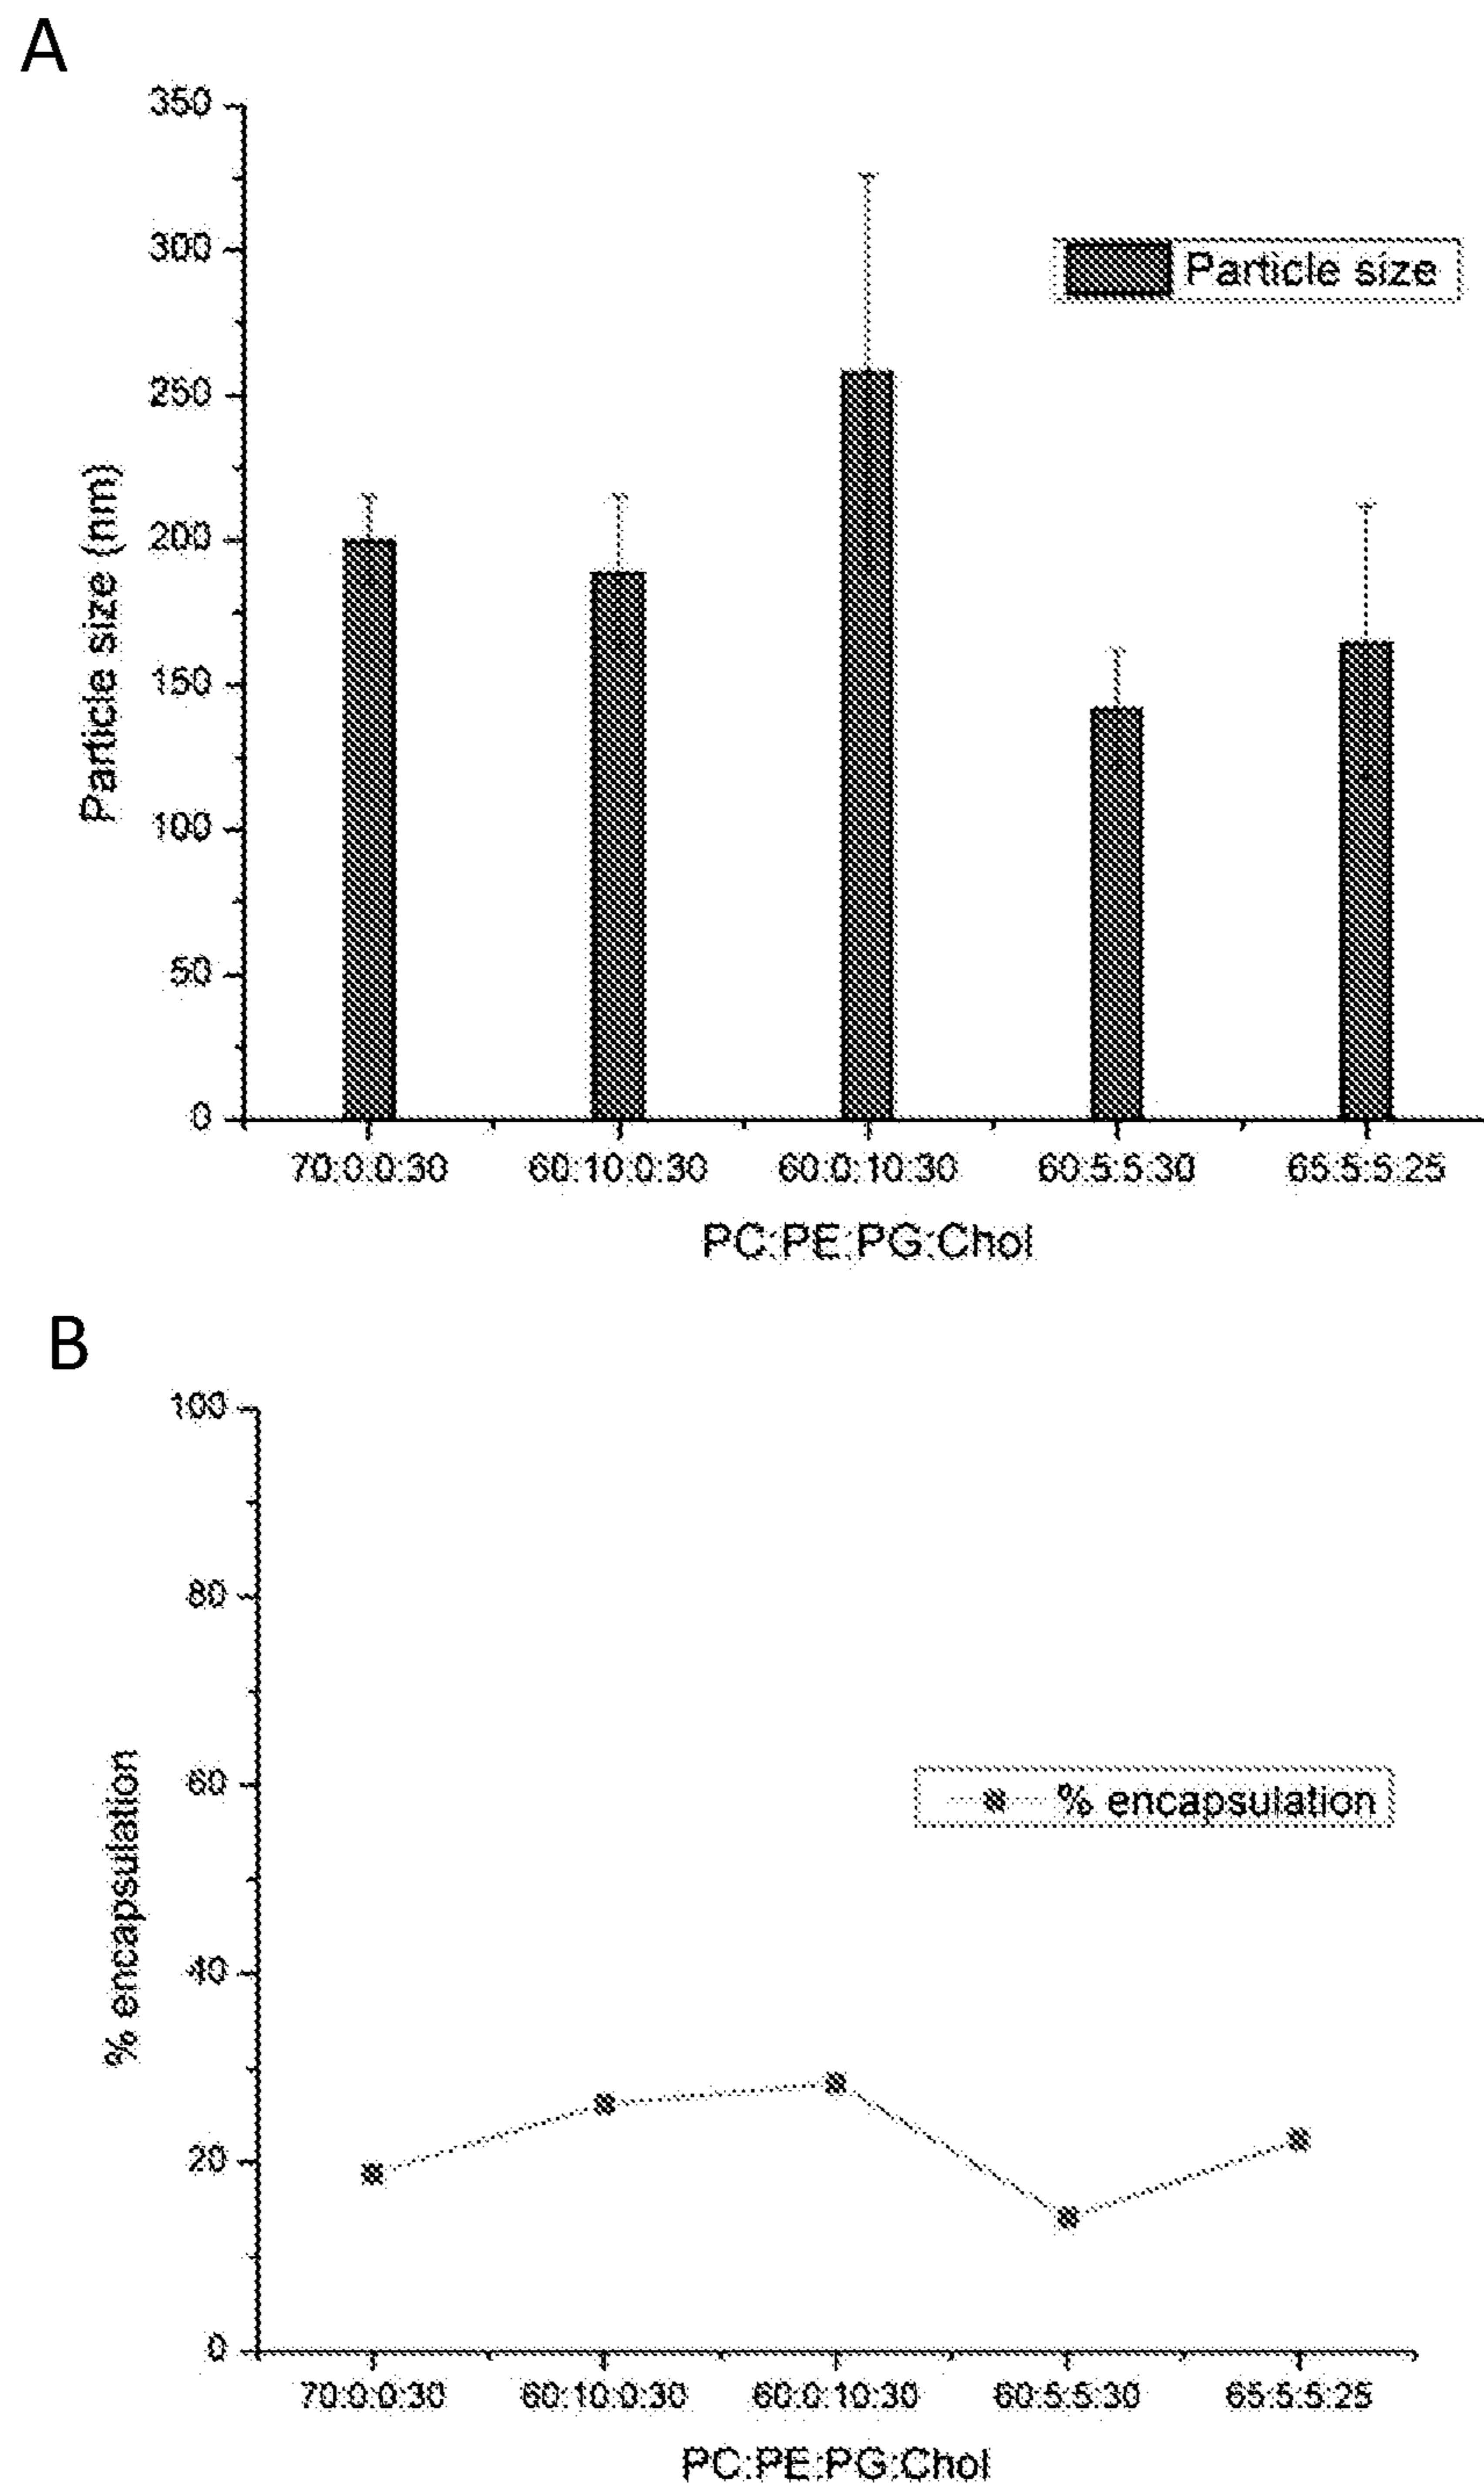 A
350
300
250
200
150
100
50
0
Particle size (nm)
Particle size
70:0:0:30 60:10:0:30 60:0:10:30 60:5:5:30 65:5:5:25
PC:PE:PG:Chol
B
100
80
60
40
20
0
% encapsulation
% encapsulation
70:0:0:30 60:10:0:30 60:0:10:30 60:5:5:30 65:5:5:25
PC:PE:PG:Chol